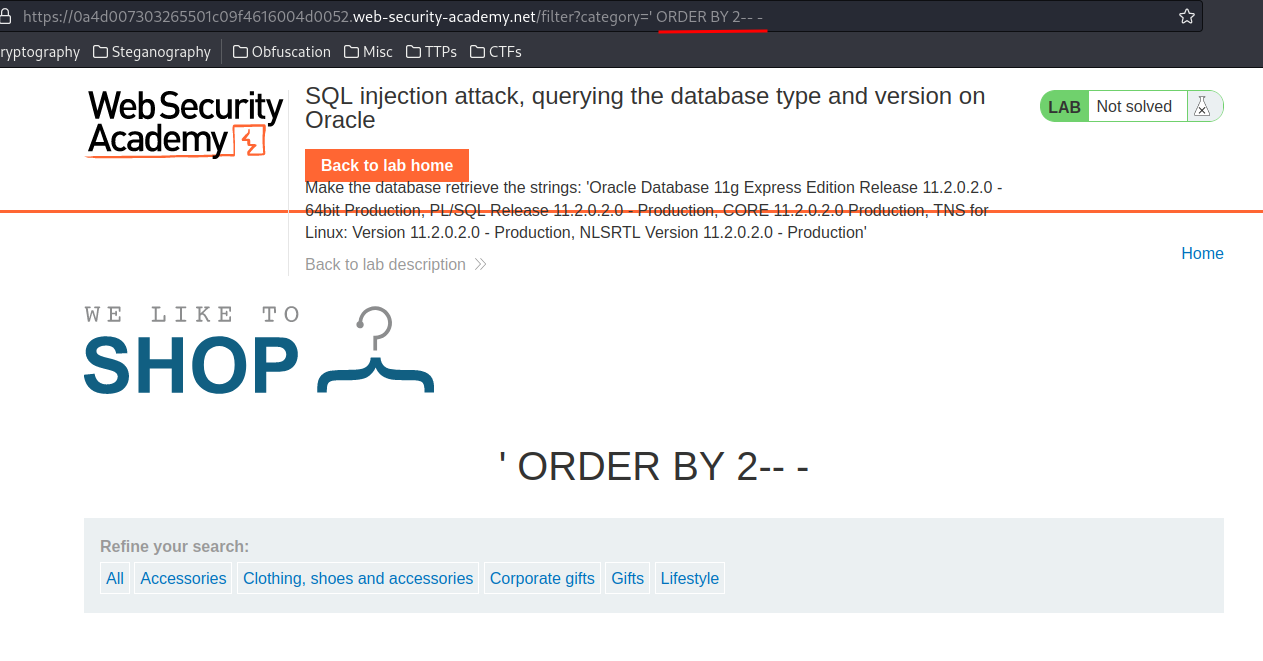 https://0a4d007303265501c09f4616004d0052.web-security-academy.net/filter?category=' ORDER BY 2-- -
ryptography Steganography Obfuscation Misc TTPs CTFs
Web Security
Academy
SQL injection attack, querying the database type and version on
Oracle
LAB Not solved
Back to lab home
Make the database retrieve the strings: 'Oracle Database 11g Express Edition Release 11.2.0.2.0 -
64bit Production, PL/SQL Release 11.2.0.2.0 - Production, CORE 11.2.0.2.0 Production, TNS for
Linux: Version 11.2.0.2.0 - Production, NLSRTL Version 11.2.0.2.0 - Production'
Home
Back to lab description
WE LIKE TO
SHOP
' ORDER BY 2-- -
Refine your search:
All Accessories Clothing, shoes and accessories Corporate gifts Gifts Lifestyle